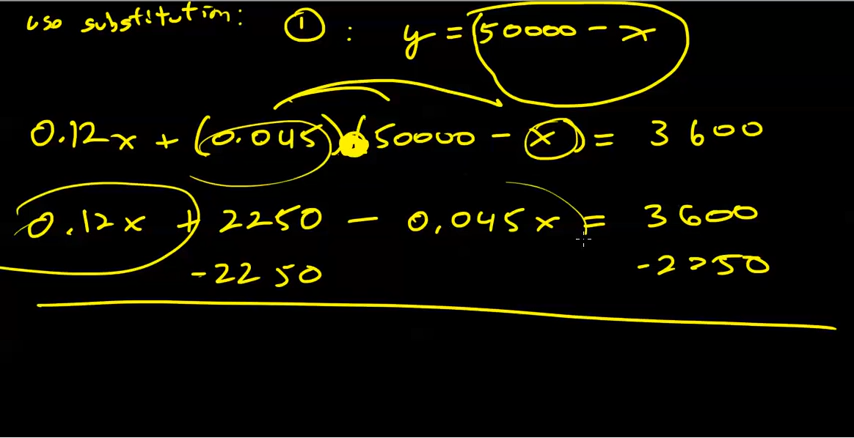 use substitution: ① : y = 50000 - x
0.12x + (0.045)•(50000 - x) = 3600
0.12x + 2250 - 0.045x = 3600
-2250 -2250